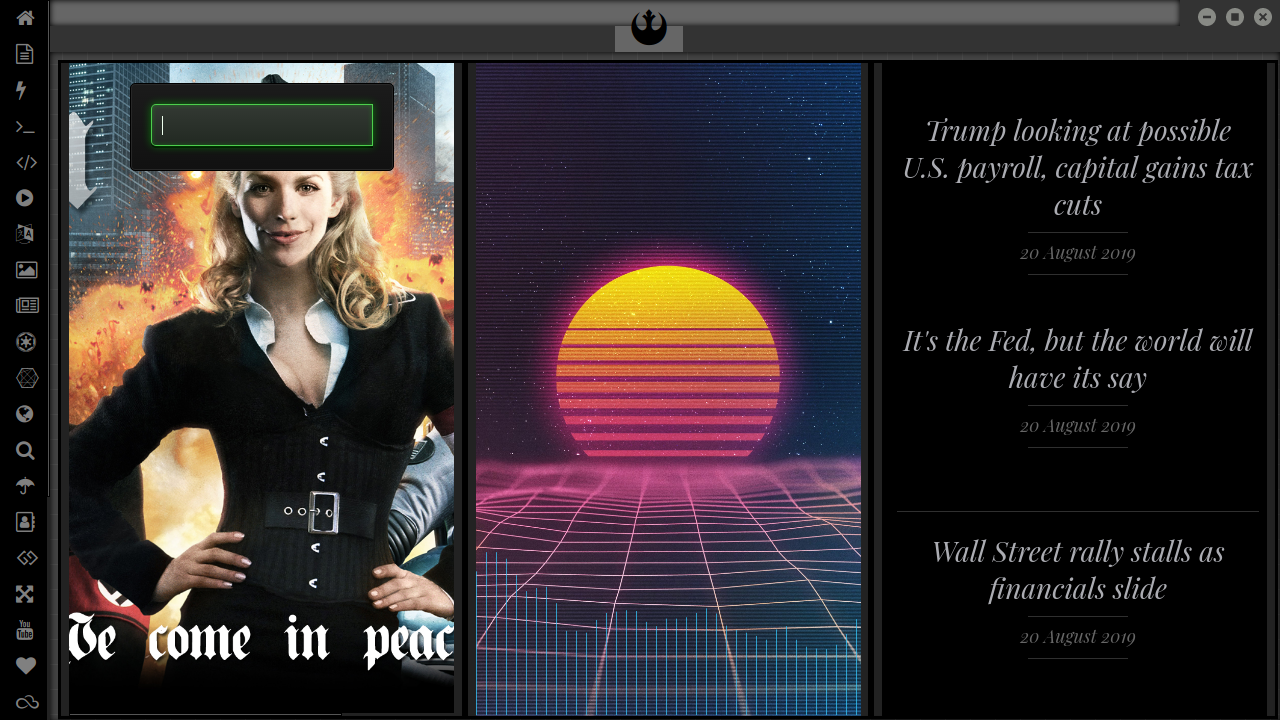 We come in peac
Trump looking at possible
U.S. payroll, capital gains tax
cuts
20 August 2019
It's the Fed, but the world will
have its say
20 August 2019
Wall Street rally stalls as
financials slide
20 August 2019
You
Tube